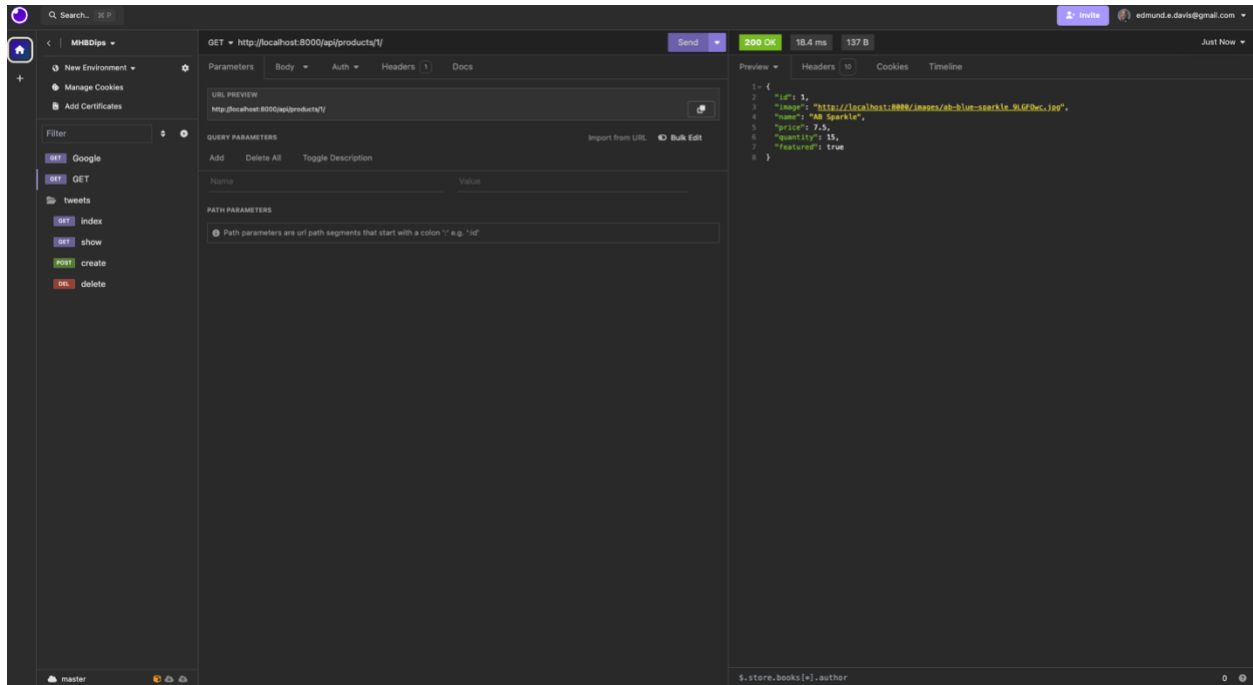 Search.. ⌘ P
Invite
edmund.e.davis@gmail.com
MHBDips
New Environment
Manage Cookies
Add Certificates
Filter
GET Google
GET GET
tweets
GET index
GET show
POST create
DEL delete
master
GET http://localhost:8000/api/products/1/
Send
Parameters Body Auth Headers 1 Docs
URL PREVIEW
http://localhost:8000/api/products/1/
QUERY PARAMETERS
Import from URL Bulk Edit
Add Delete All Toggle Description
Name Value
PATH PARAMETERS
Path parameters are url path segments that start with a colon ':' e.g. ':id'
200 OK 18.4 ms 137 B Just Now
Preview Headers 10 Cookies Timeline
1 {
2 "id": 1,
3 "image": "http://localhost:8000/images/ab-blue-sparkle_9LGFOwc.jpg",
4 "name": "AB Sparkle",
5 "price": 7.5,
6 "quantity": 15,
7 "featured": true
8 }
$.store.books[*].author 0